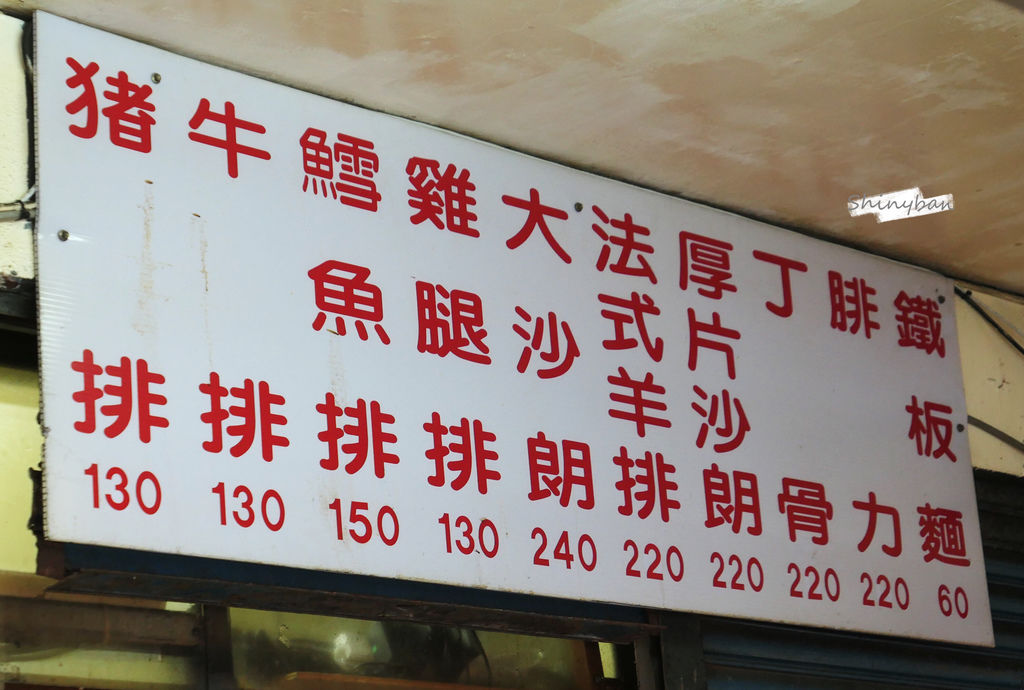 猪排 130
牛排 130
鱈魚排 150
雞腿排 130
大沙朗 240
法式羊排 220
厚片沙朗 220
丁骨 220
腓力 220
鐵板麵 60
shinyban